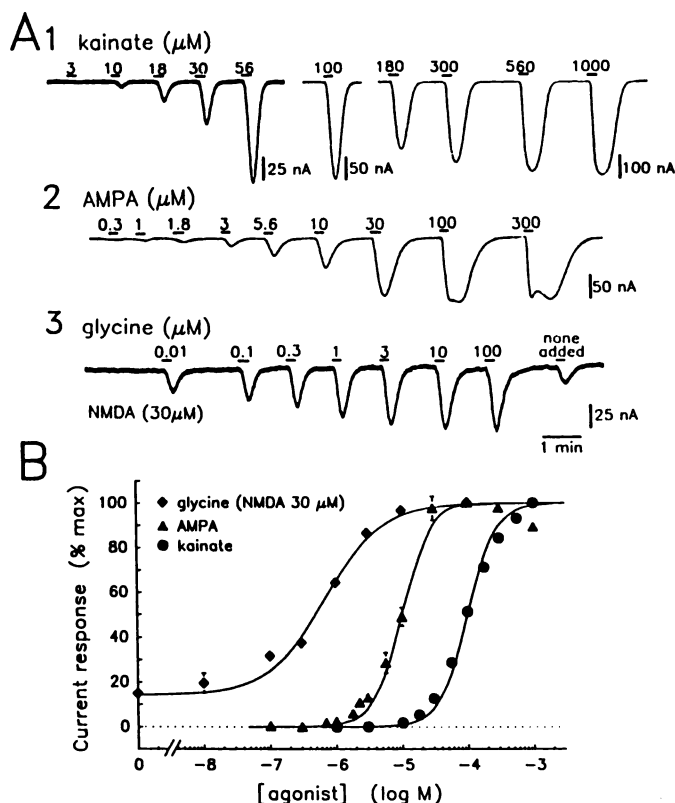 A1 kainate (μM)
3 10 18 30 56 100 180 300 560 1000
25 nA 50 nA 100 nA
2 AMPA (μM)
0.3 1 1.8 3 5.6 10 30 100 300
50 nA
3 glycine (μM)
0.01 0.1 0.3 1 3 10 100 none
added
NMDA (30μM)
25 nA
1 min
B
Current response (% max)
100
80
60
40
20
0
glycine (NMDA 30 μM)
AMPA
kainate
0 -8 -7 -6 -5 -4 -3
[agonist] (log M)